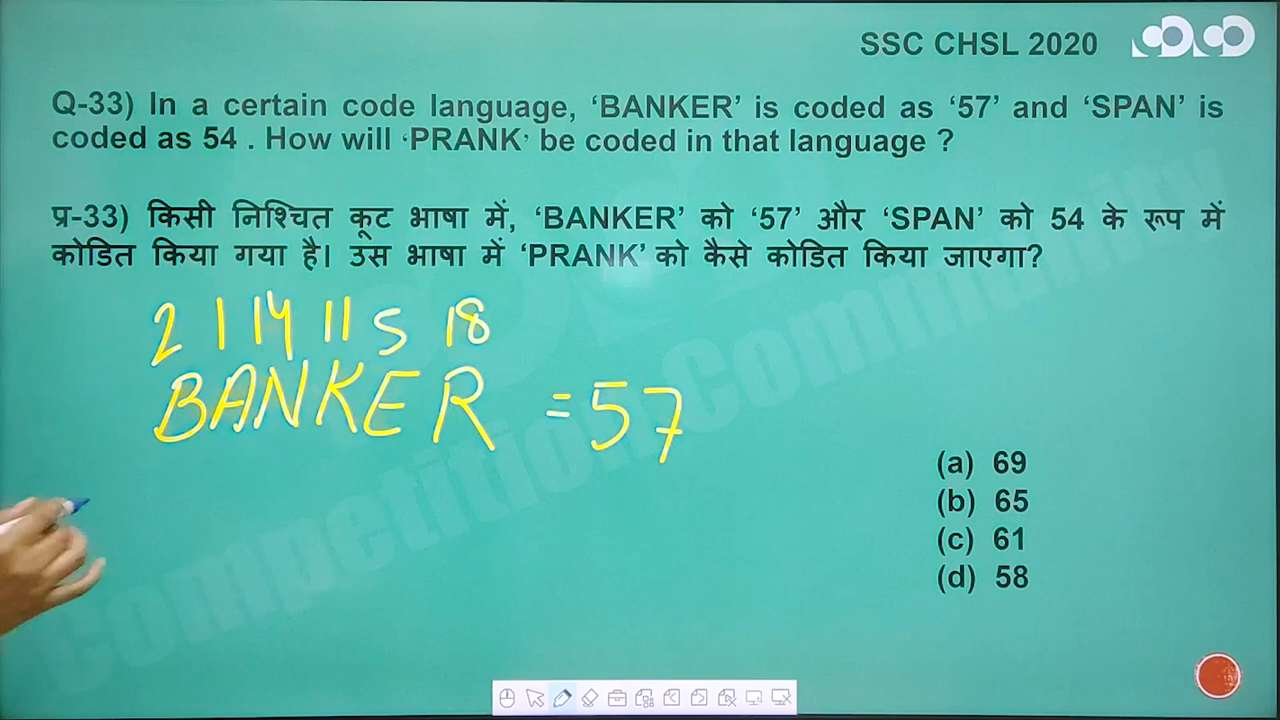 SSC CHSL 2020
Q-33) In a certain code language, ‘BANKER’ is coded as ‘57’ and ‘SPAN’ is
coded as 54 . How will ‘PRANK’ be coded in that language ?
प्र-33) किसी निश्चित कूट भाषा में, ‘BANKER’ को ‘57’ और ‘SPAN’ को 54 के रूप में
कोडित किया गया है। उस भाषा में ‘PRANK’ को कैसे कोडित किया जाएगा?
2 1 14 11 5 18
BANKER = 57
(a) 69
(b) 65
(c) 61
(d) 58
Competition Community